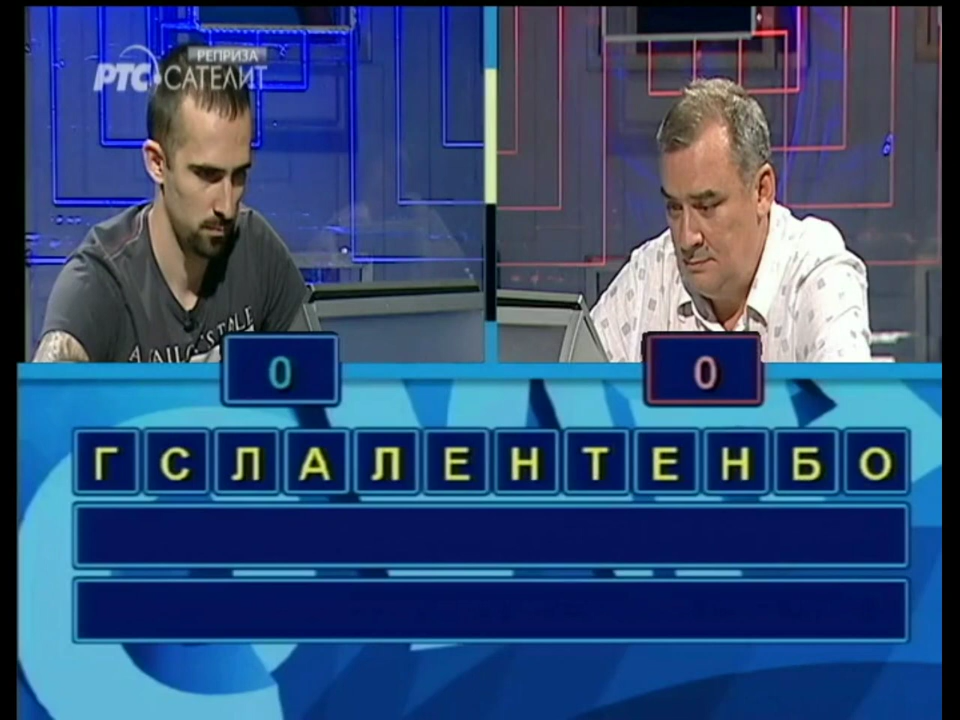 РЕПРИЗА
РТС САТЕЛИТ
0 0
Г С Л А Л Е Н Т Е Н Б О